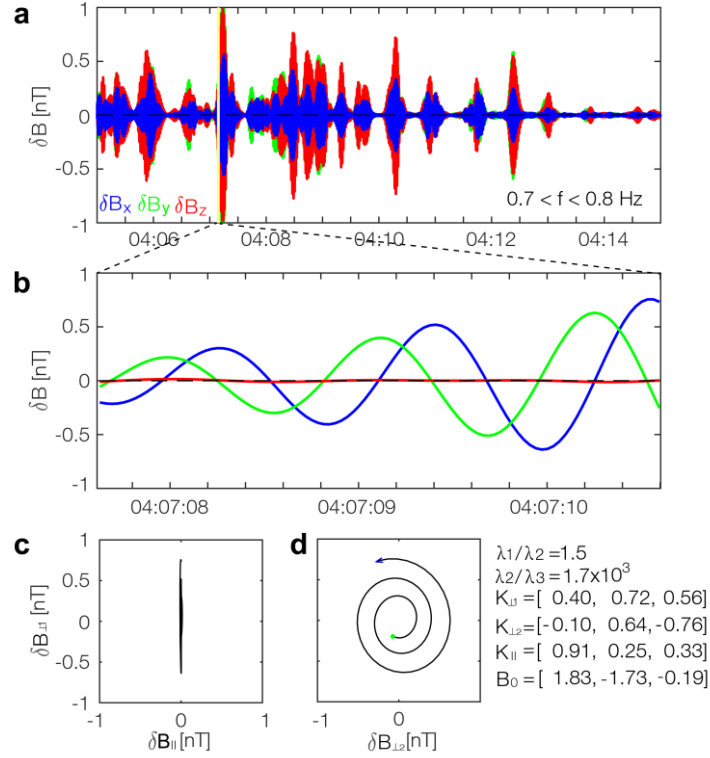 a
1
0.5
0
-0.5
-1
δB [nT]
δBx δBy δBz
0.7 < f < 0.8 Hz
04:06 04:08 04:10 04:12 04:14
b
1
0.5
0
-0.5
-1
δB [nT]
04:07:08 04:07:09 04:07:10
c
1
0.5
0
-0.5
-1
δB⊥1 [nT]
-1 0 1
δB|| [nT]
d
-1 0 1
δB⊥2 [nT]
λ1/λ2 =1.5
λ2/λ3 =1.7x10³
K⊥1 =[ 0.40, 0.72, 0.56]
K⊥2 =[-0.10, 0.64, -0.76]
K|| =[ 0.91, 0.25, 0.33]
B0 =[ 1.83, -1.73, -0.19]